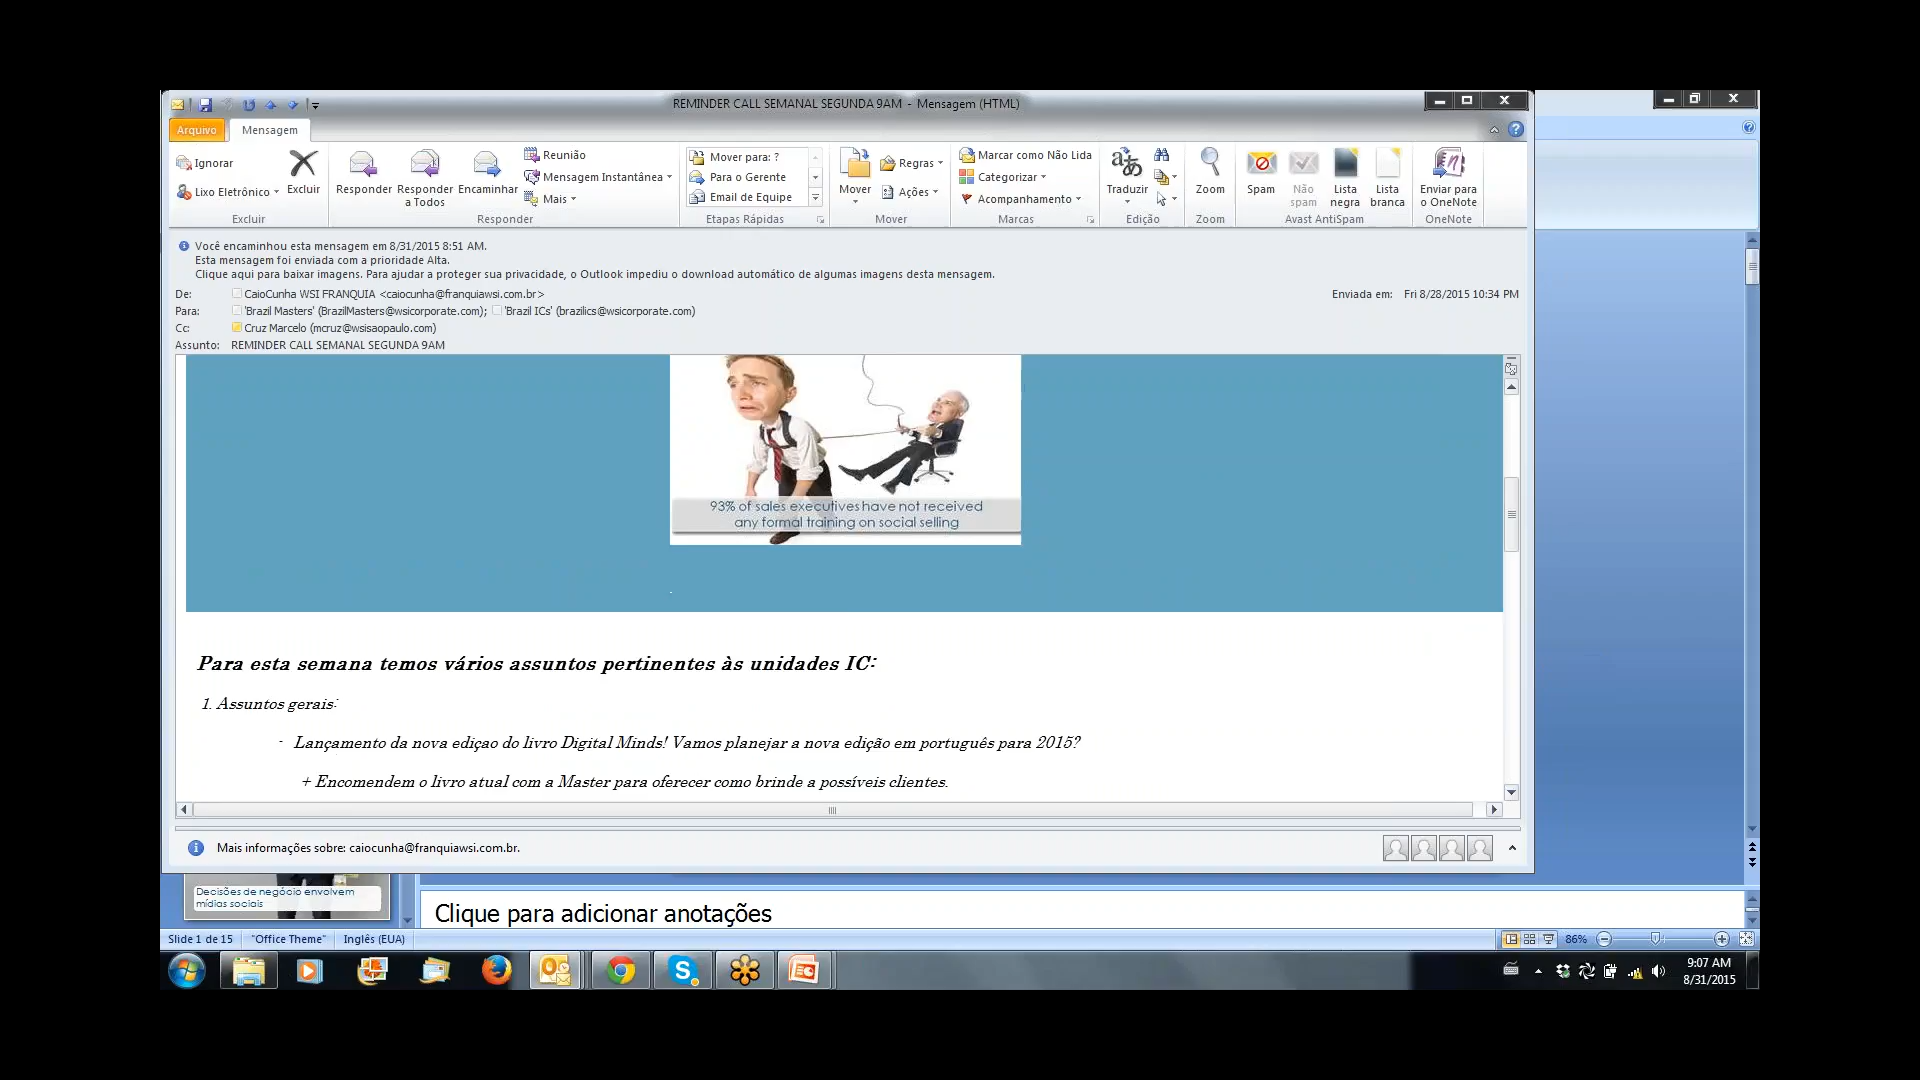 REMINDER CALL SEMANAL SEGUNDA 9AM - Mensagem (HTML)
Arquivo
Mensagem
Ignorar
Lixo Eletrônico
Excluir
Excluir
Responder
Responder a Todos
Encaminhar
Reunião
Mensagem Instantânea
Mais
Responder
Mover para: ?
Para o Gerente
Email de Equipe
Etapas Rápidas
Mover
Regras
Ações
Mover
Marcar como Não Lida
Categorizar
Acompanhamento
Marcas
Traduzir
Edição
Zoom
Zoom
Spam
Não spam
Lista negra
Lista branca
Avast AntiSpam
Enviar para o OneNote
OneNote
Você encaminhou esta mensagem em 8/31/2015 8:51 AM.
Esta mensagem foi enviada com a prioridade Alta.
Clique aqui para baixar imagens. Para ajudar a proteger sua privacidade, o Outlook impediu o download automático de algumas imagens desta mensagem.
De: CaioCunha WSI FRANQUIA <caiocunha@franquiawsi.com.br>
Enviada em: Fri 8/28/2015 10:34 PM
Para: 'Brazil Masters' (BrazilMasters@wsicorporate.com); 'Brazil ICs' (brazilics@wsicorporate.com)
Cc: Cruz Marcelo (mcruz@wsisaopaulo.com)
Assunto: REMINDER CALL SEMANAL SEGUNDA 9AM
93% of sales executives have not received
any formal training on social selling
Para esta semana temos vários assuntos pertinentes às unidades IC:
1. Assuntos gerais:
- Lançamento da nova ediçao do livro Digital Minds! Vamos planejar a nova edição em português para 2015?
+ Encomendem o livro atual com a Master para oferecer como brinde a possíveis clientes.
Mais informações sobre: caiocunha@franquiawsi.com.br.
Decisões de negócio envolvem
mídias sociais
Clique para adicionar anotações
Slide 1 de 15
"Office Theme"
Inglês (EUA)
86%
9:07 AM
8/31/2015